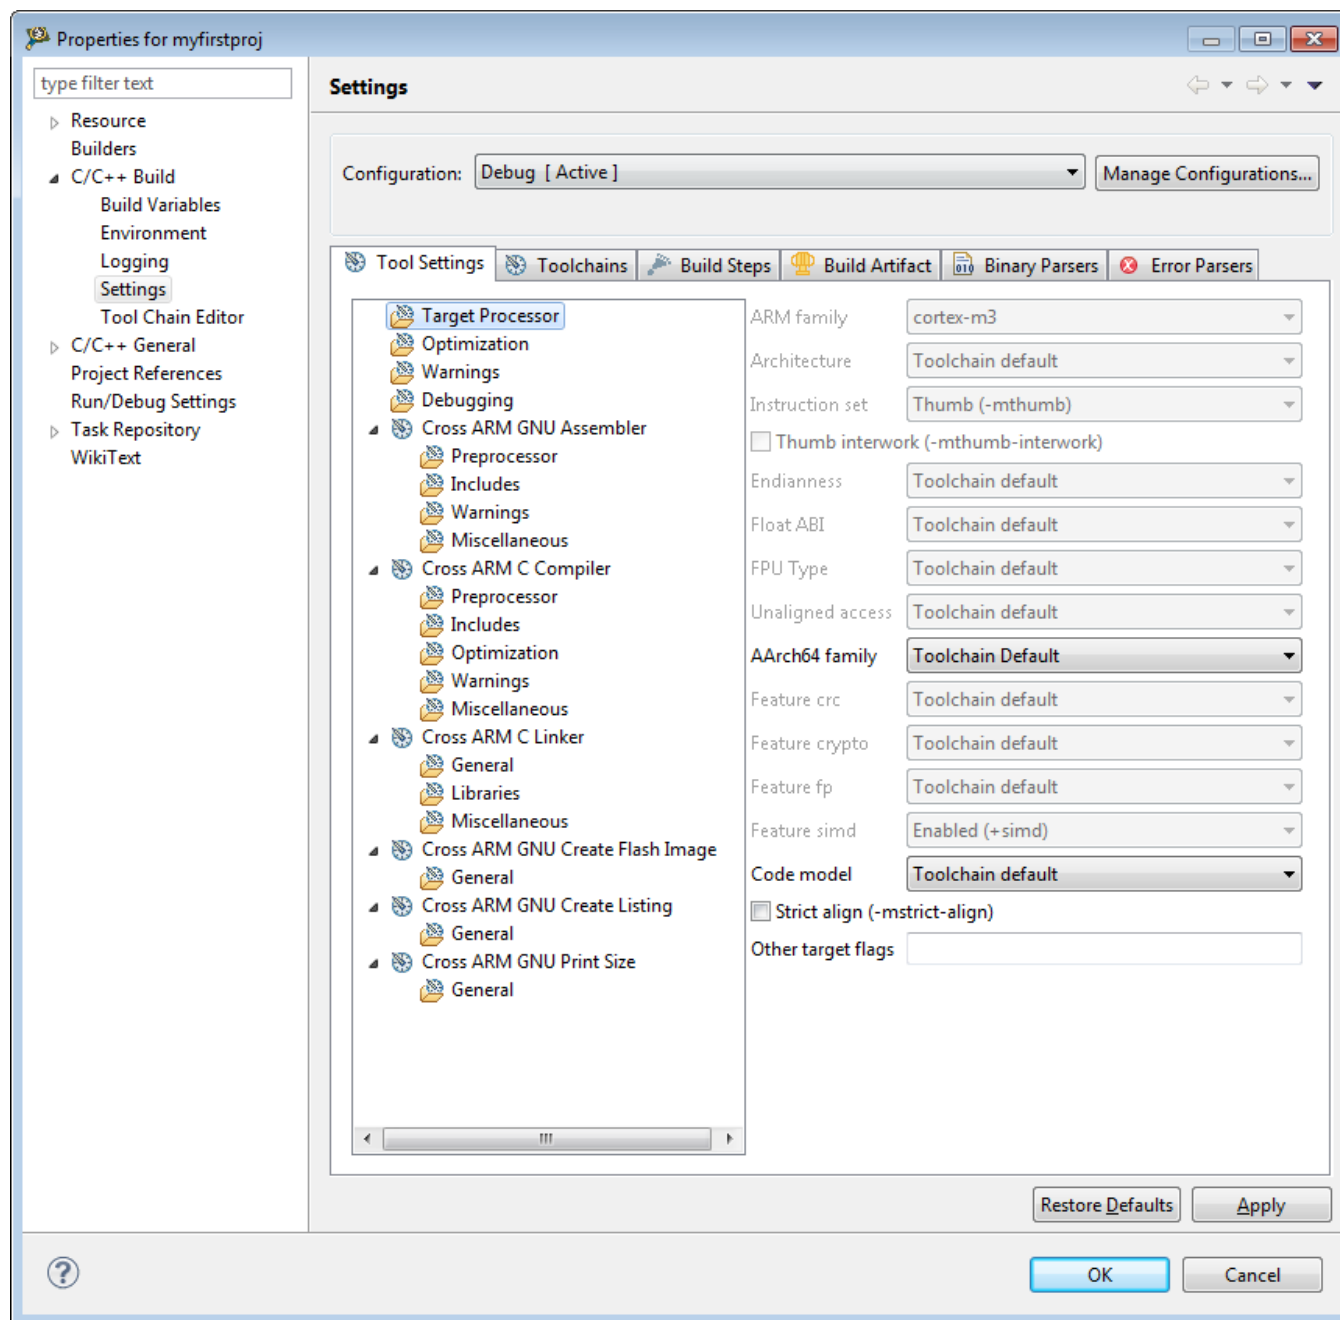 Properties for myfirstproj
type filter text
Resource
Builders
C/C++ Build
Build Variables
Environment
Logging
Settings
Tool Chain Editor
C/C++ General
Project References
Run/Debug Settings
Task Repository
WikiText
Settings
Configuration: Debug [ Active ] Manage Configurations...
Tool Settings Toolchains Build Steps Build Artifact Binary Parsers Error Parsers
Target Processor
Optimization
Warnings
Debugging
Cross ARM GNU Assembler
Preprocessor
Includes
Warnings
Miscellaneous
Cross ARM C Compiler
Preprocessor
Includes
Optimization
Warnings
Miscellaneous
Cross ARM C Linker
General
Libraries
Miscellaneous
Cross ARM GNU Create Flash Image
General
Cross ARM GNU Create Listing
General
Cross ARM GNU Print Size
General
ARM family cortex-m3
Architecture Toolchain default
Instruction set Thumb (-mthumb)
Thumb interwork (-mthumb-interwork)
Endianness Toolchain default
Float ABI Toolchain default
FPU Type Toolchain default
Unaligned access Toolchain default
AArch64 family Toolchain Default
Feature crc Toolchain default
Feature crypto Toolchain default
Feature fp Toolchain default
Feature simd Enabled (+simd)
Code model Toolchain default
Strict align (-mstrict-align)
Other target flags
Restore Defaults Apply
OK Cancel